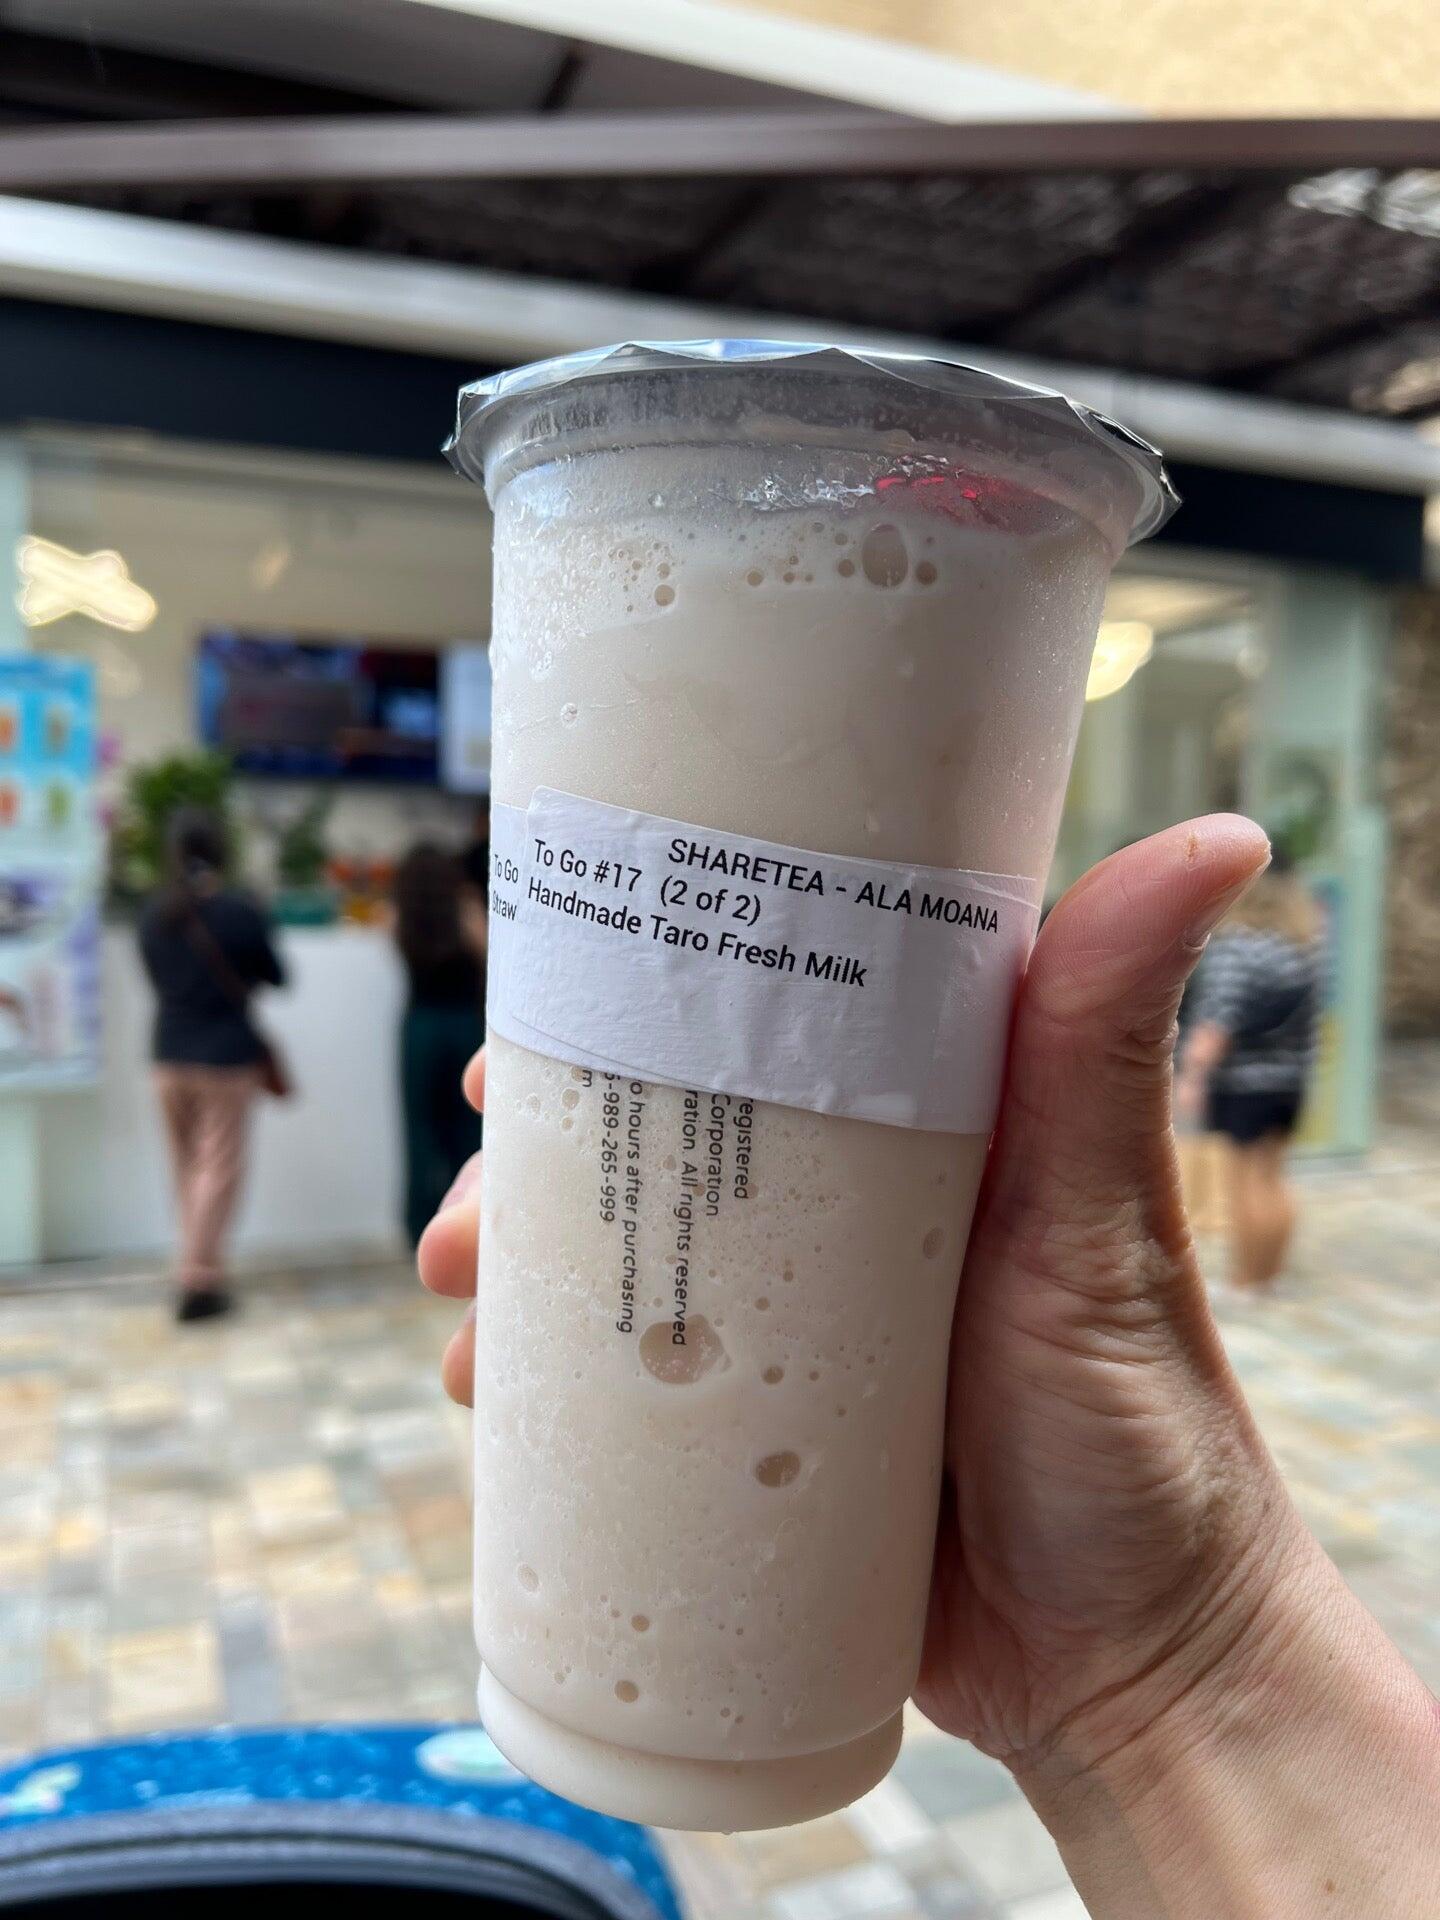 SHARETEA - ALA MOANA
To Go #17 (2 of 2)
Handmade Taro Fresh Milk
To Go
Straw
egistered
Corporation
ration. All rights reserved
o hours after purchasing
-989-265-999
m